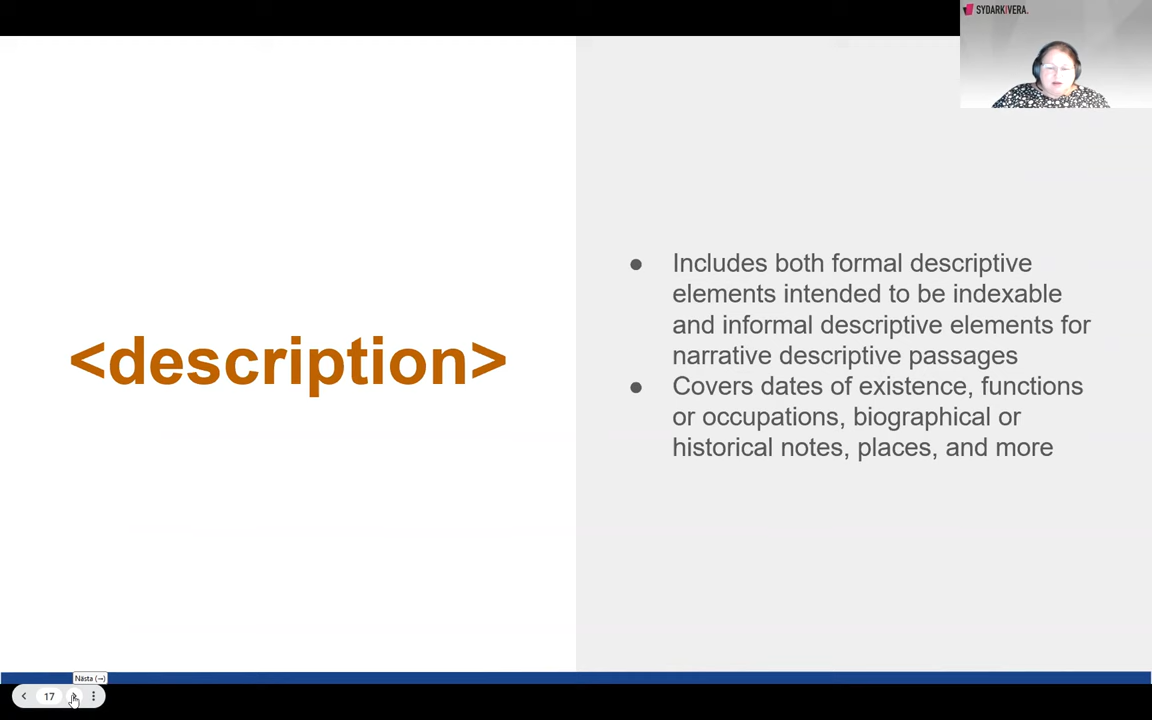 SYDARKIVERA.
<description>
● Includes both formal descriptive
elements intended to be indexable
and informal descriptive elements for
narrative descriptive passages
● Covers dates of existence, functions
or occupations, biographical or
historical notes, places, and more
Nästa (→)
17